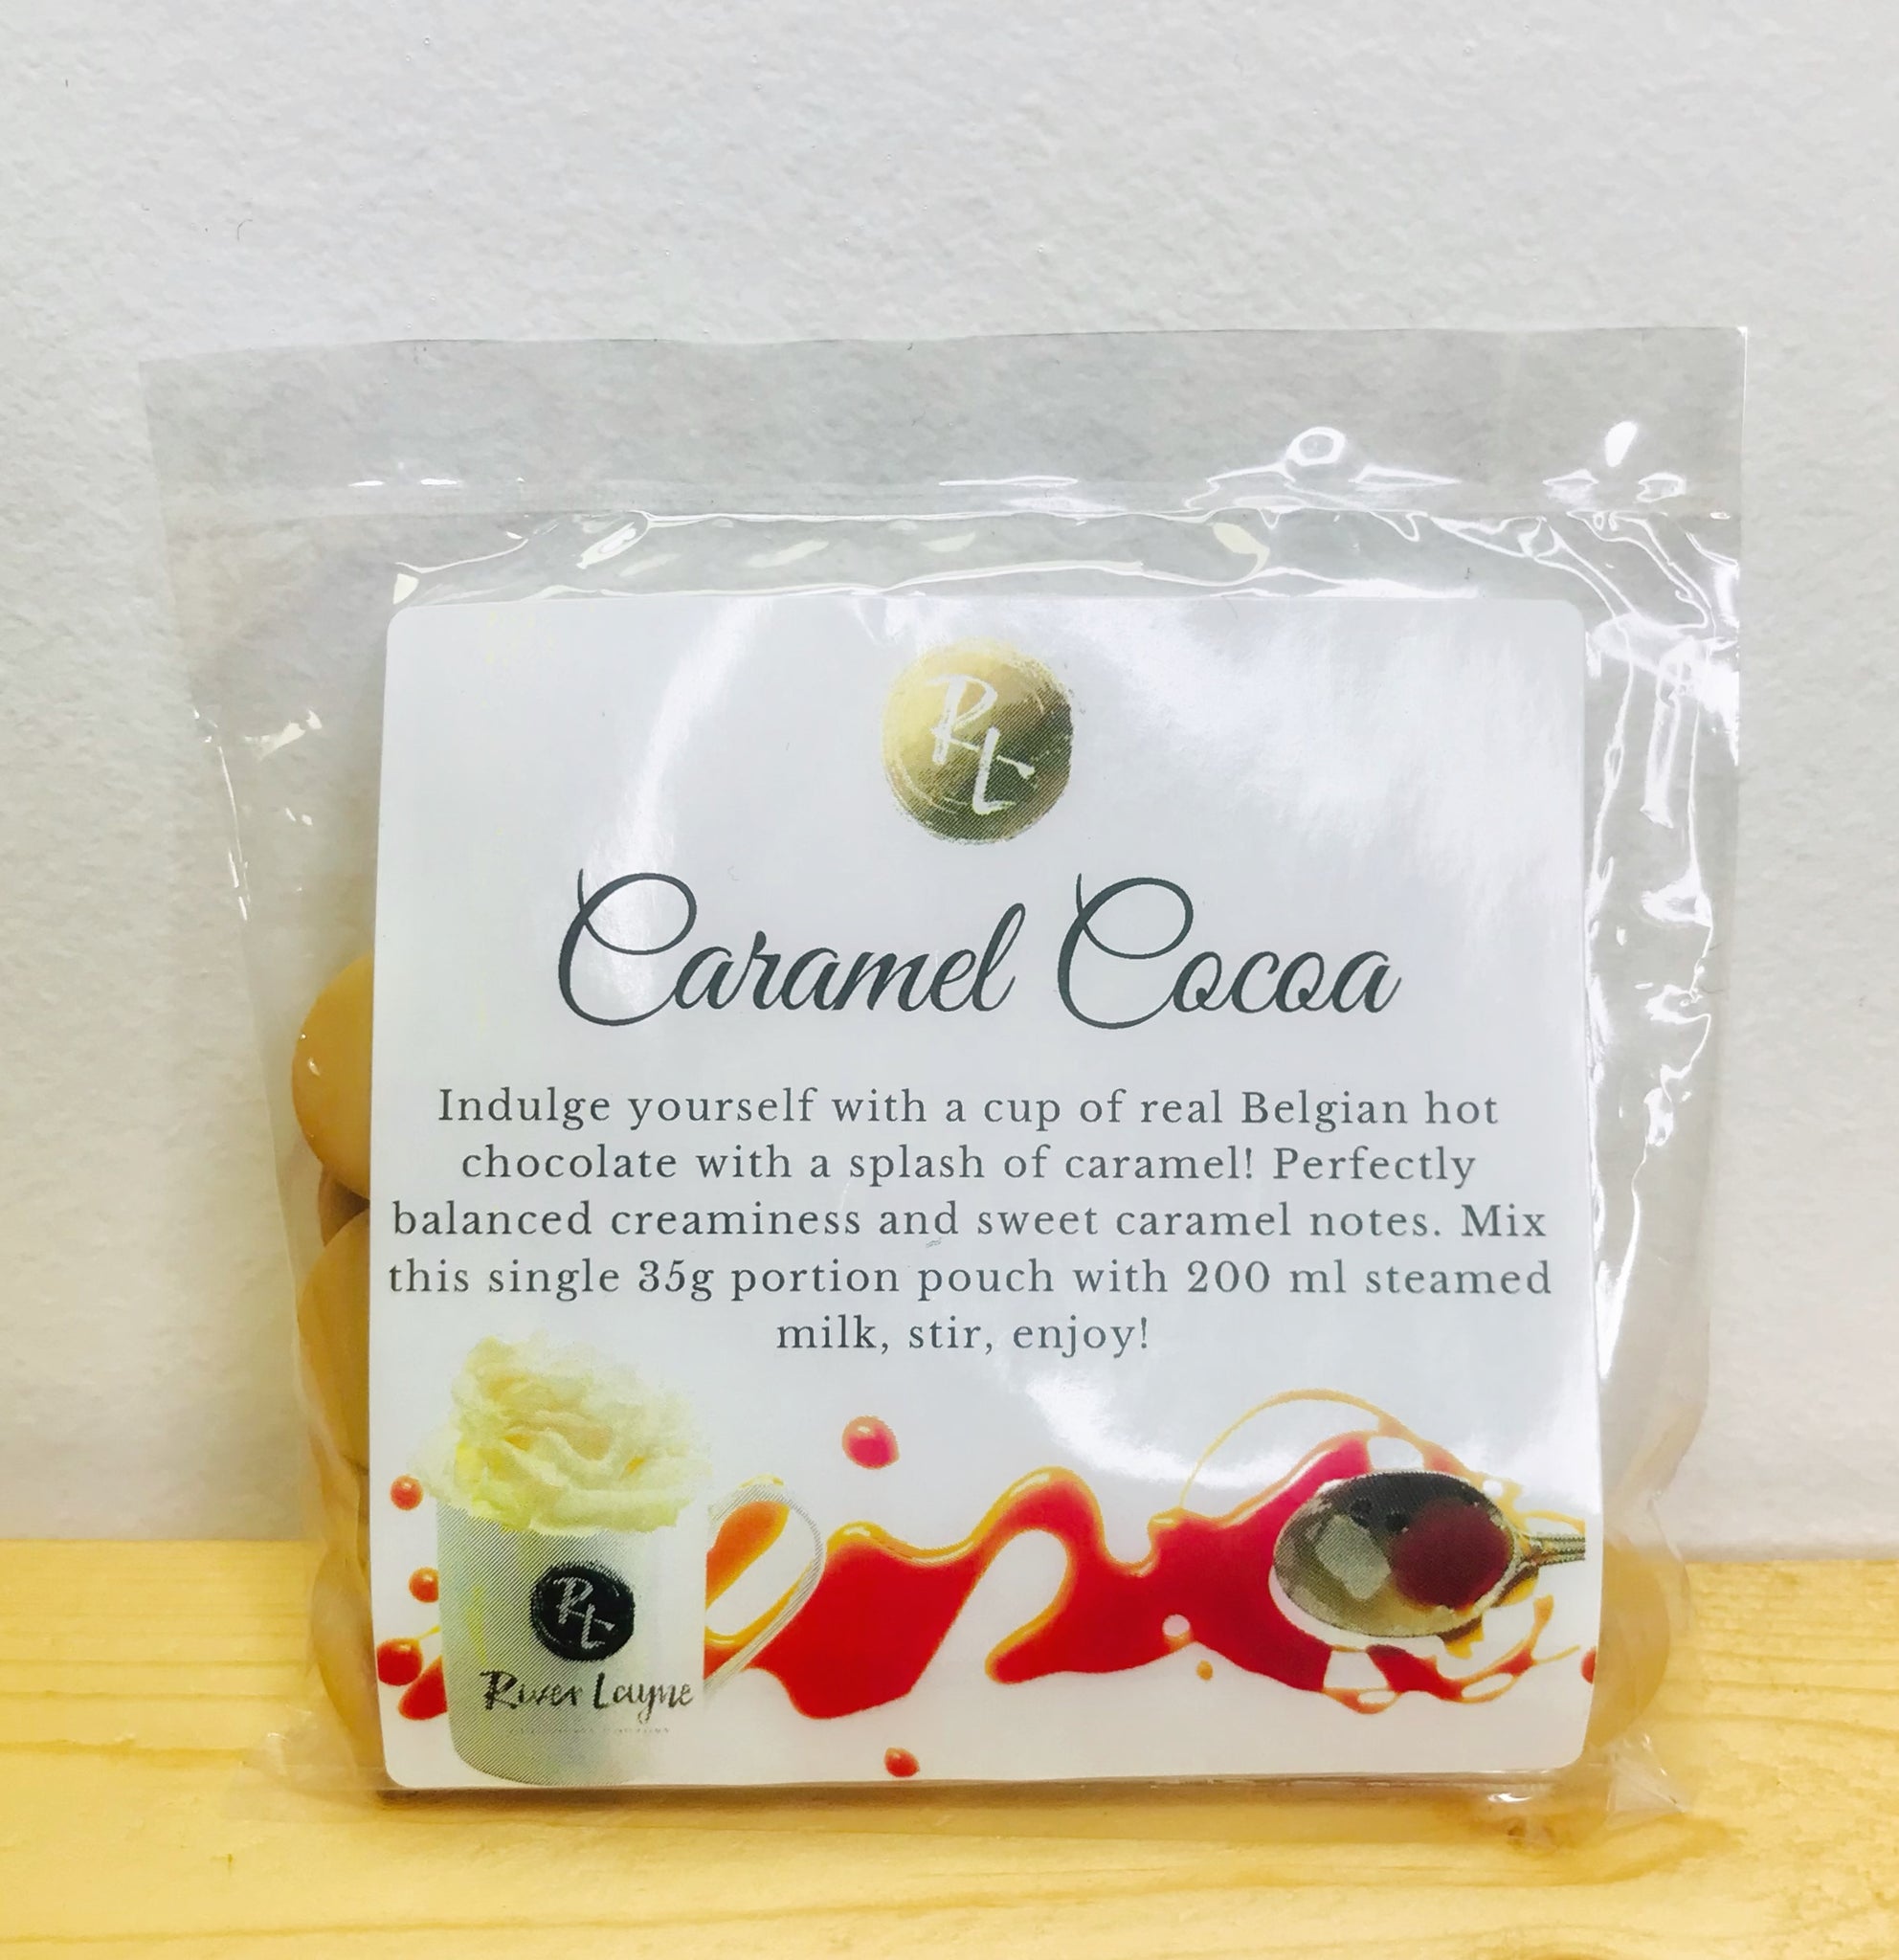 RL
Caramel Cocoa
Indulge yourself with a cup of real Belgian hot
chocolate with a splash of caramel! Perfectly
balanced creaminess and sweet caramel notes. Mix
this single 35g portion pouch with 200 ml steamed
milk, stir, enjoy!
RL
River Layne